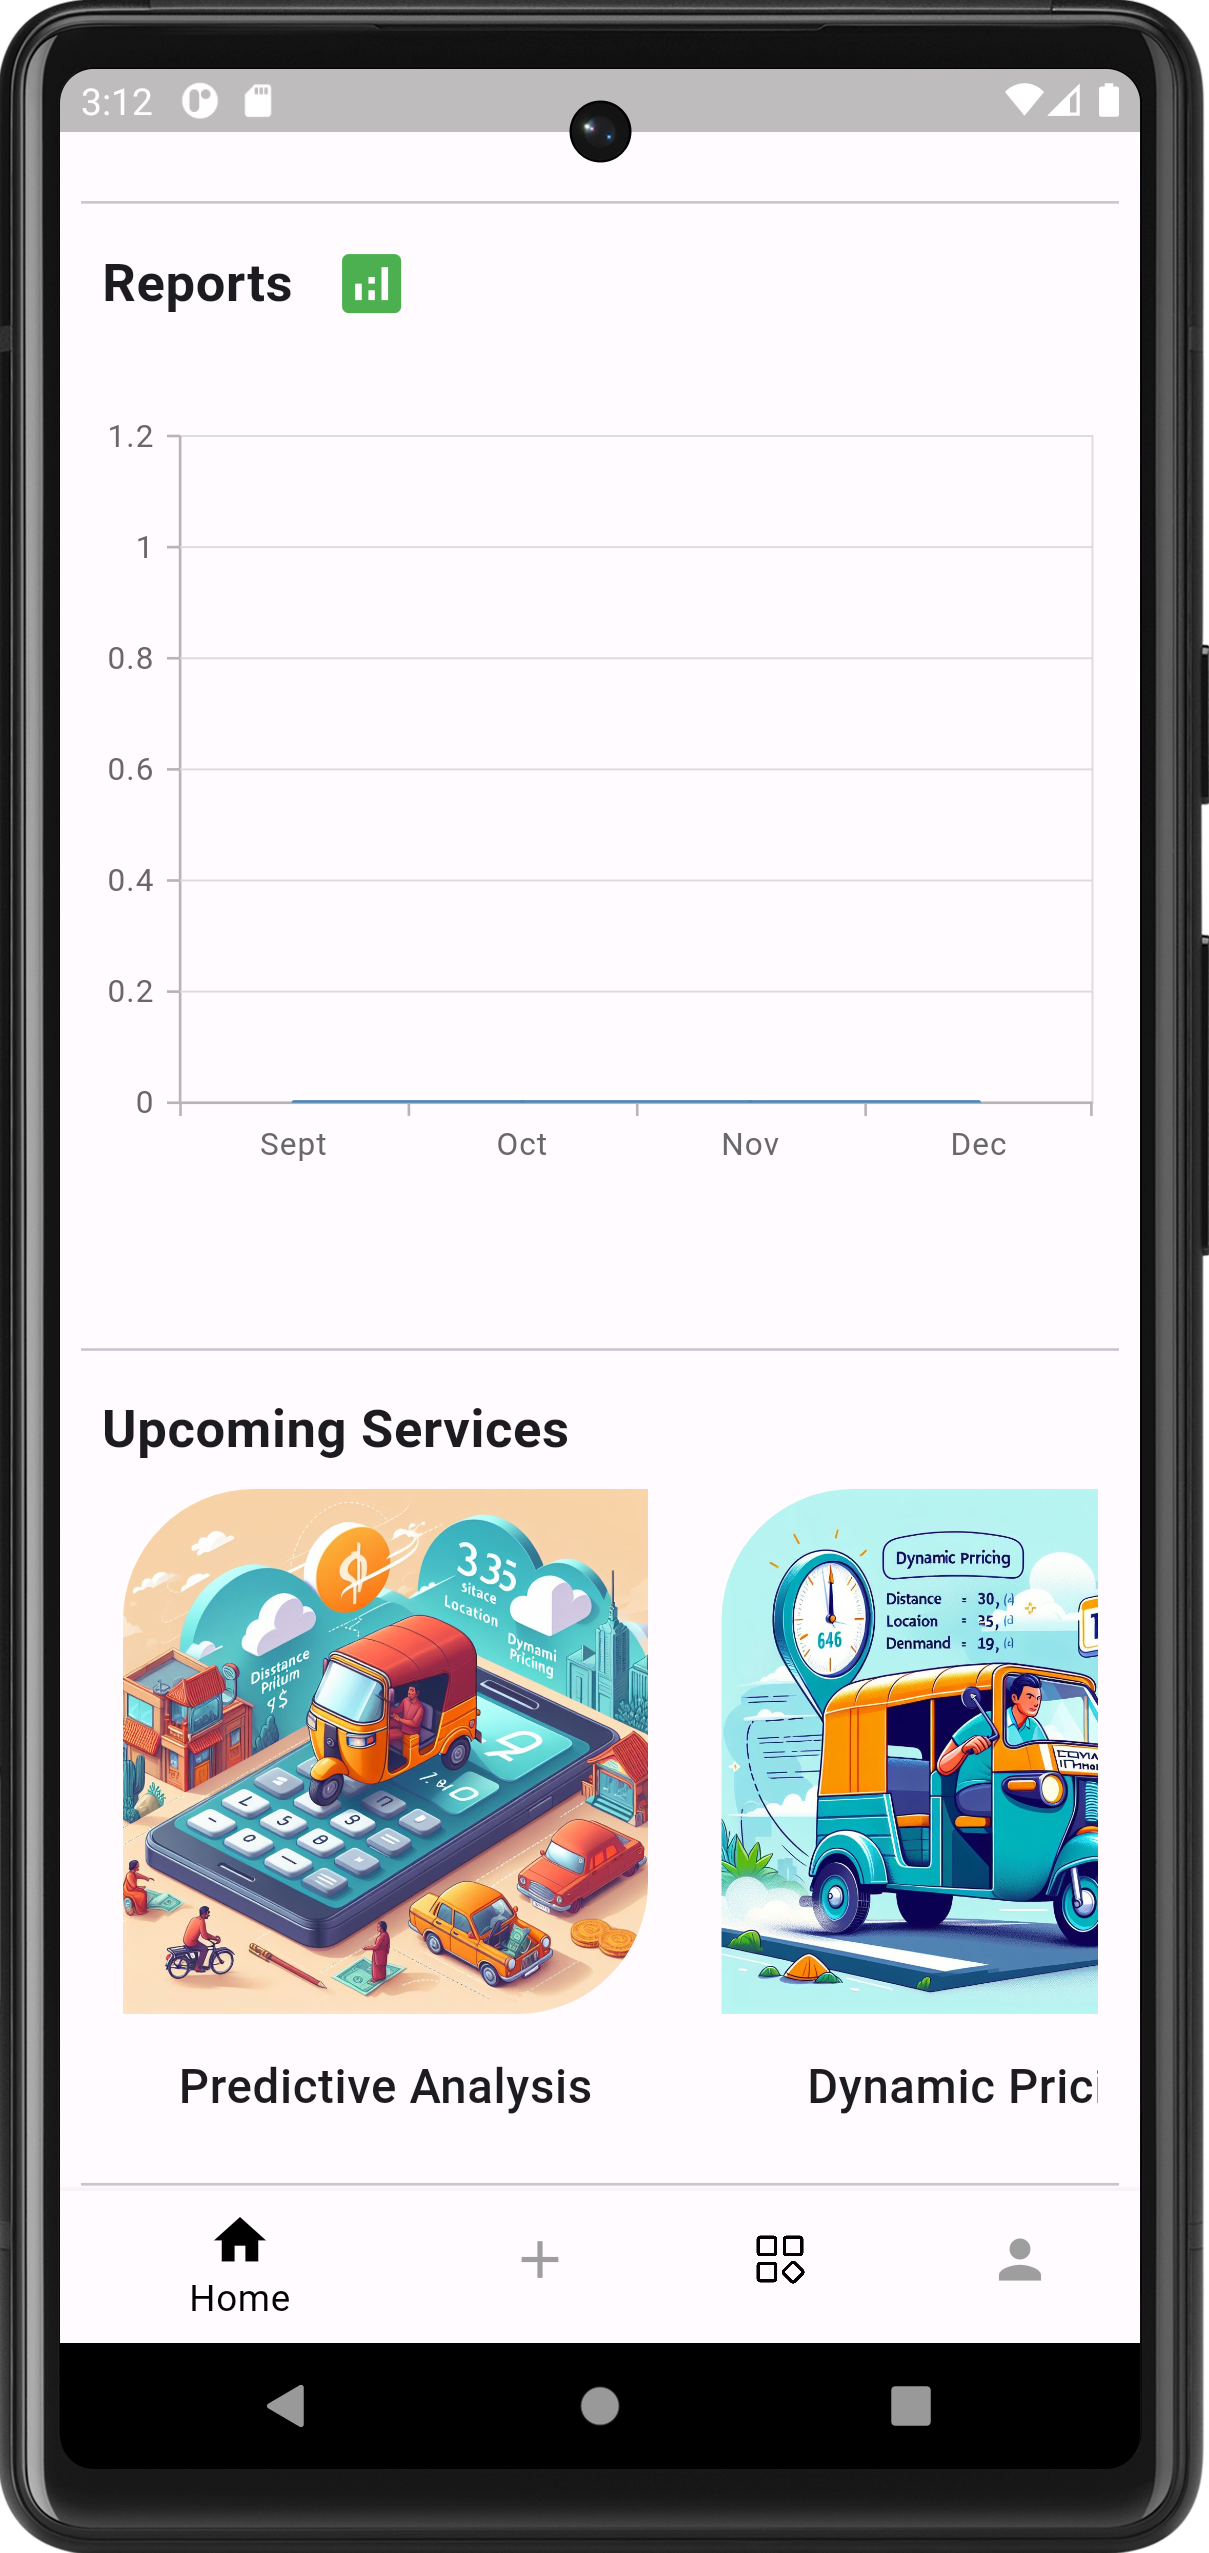 3:12
Reports
1.2
1
0.8
0.6
0.4
0.2
0
Sept Oct Nov Dec
Upcoming Services
335
Sitace
Location
Dymami
Pricilng
Disstance
Pritum
9$
Dynamic Prricing
Distance = 30,
Locaion = 25,
Denmand = 19,
646
Predictive Analysis
Dynamic Prici
Home